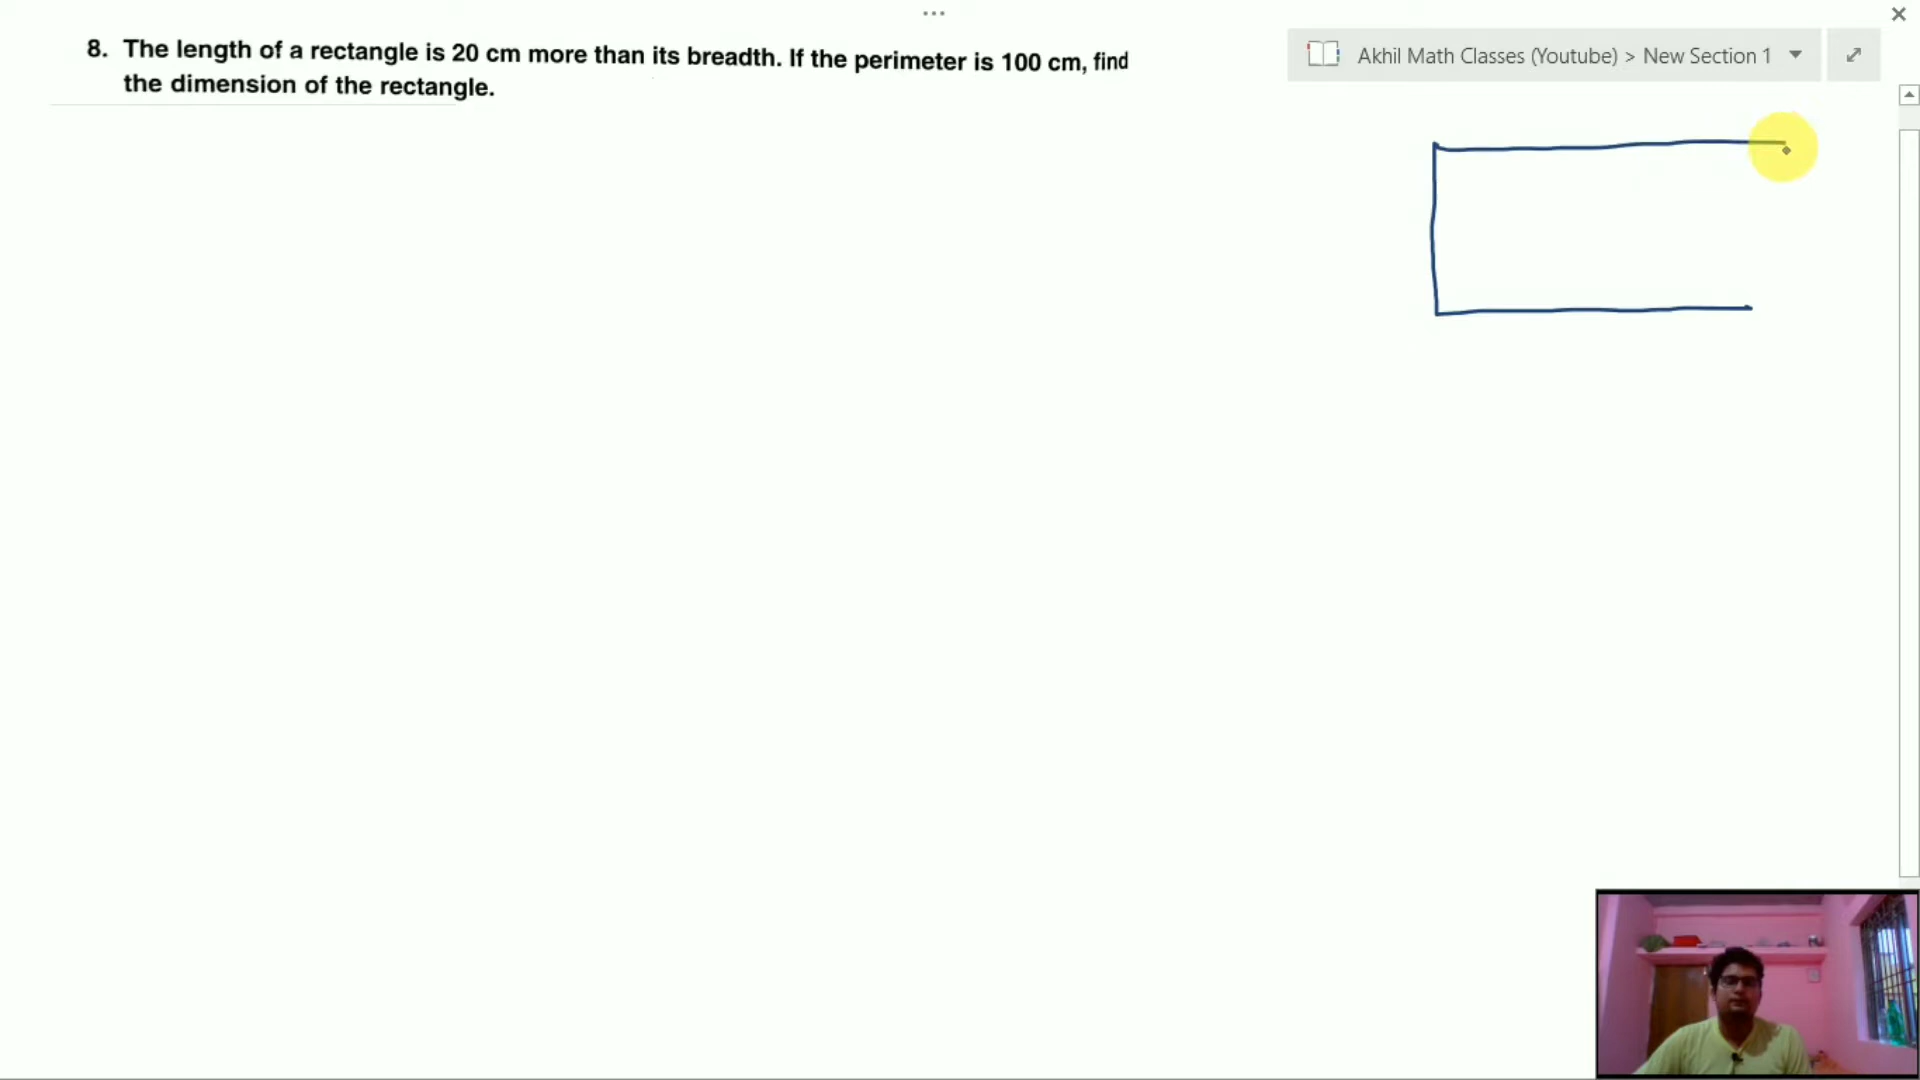 8. The length of a rectangle is 20 cm more than its breadth. If the perimeter is 100 cm, find
the dimension of the rectangle.
Akhil Math Classes (Youtube) > New Section 1